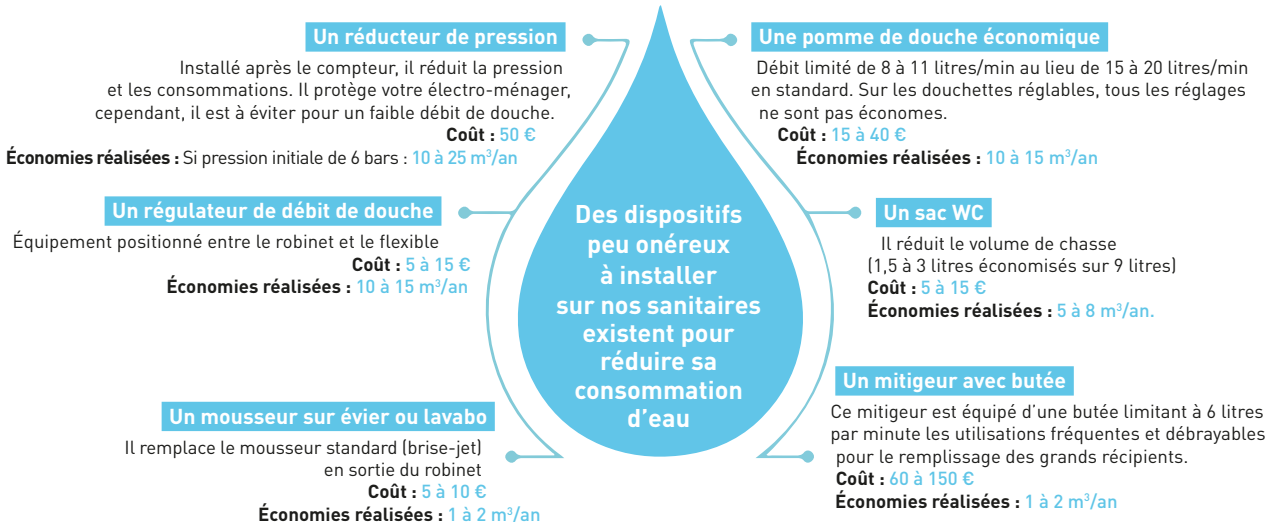 Un réducteur de pression
Installé après le compteur, il réduit la pression
et les consommations. Il protège votre électro-ménager,
cependant, il est à éviter pour un faible débit de douche.
Coût : 50 €
Économies réalisées : Si pression initiale de 6 bars : 10 à 25 m³/an
Un régulateur de débit de douche
Équipement positionné entre le robinet et le flexible
Coût : 5 à 15 €
Économies réalisées : 10 à 15 m³/an
Un mousseur sur évier ou lavabo
Il remplace le mousseur standard (brise-jet)
en sortie du robinet
Coût : 5 à 10 €
Économies réalisées : 1 à 2 m³/an
Des dispositifs
peu onéreux
à installer
sur nos sanitaires
existent pour
réduire sa
consommation
d'eau
Une pomme de douche économique
Débit limité de 8 à 11 litres/min au lieu de 15 à 20 litres/min
en standard. Sur les douchettes réglables, tous les réglages
ne sont pas économes.
Coût : 15 à 40 €
Économies réalisées : 10 à 15 m³/an
Un sac WC
Il réduit le volume de chasse
(1,5 à 3 litres économisés sur 9 litres)
Coût : 5 à 15 €
Économies réalisées : 5 à 8 m³/an.
Un mitigeur avec butée
Ce mitigeur est équipé d'une butée limitant à 6 litres
par minute les utilisations fréquentes et débrayables
pour le remplissage des grands récipients.
Coût : 60 à 150 €
Économies réalisées : 1 à 2 m³/an